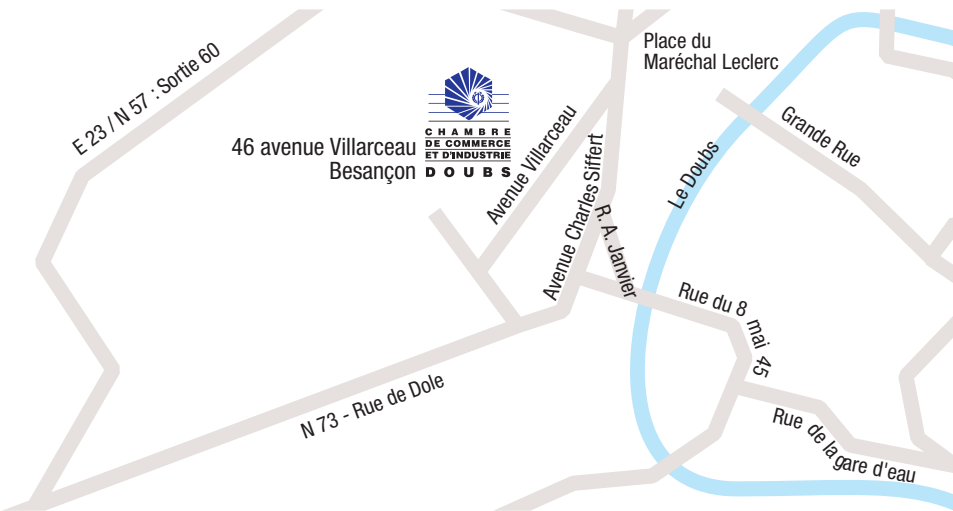 Place du
Maréchal Leclerc
E 23 / N 57 : Sortie 60
46 avenue Villarceau
Besançon
CHAMBRE
DE COMMERCE
ET D'INDUSTRIE
DOUBS
Avenue Villarceau
Avenue Charles Siffert
R. A. Janvier
Le Doubs
Grande Rue
Rue du 8 mai 45
N 73 - Rue de Dole
Rue de la gare d'eau